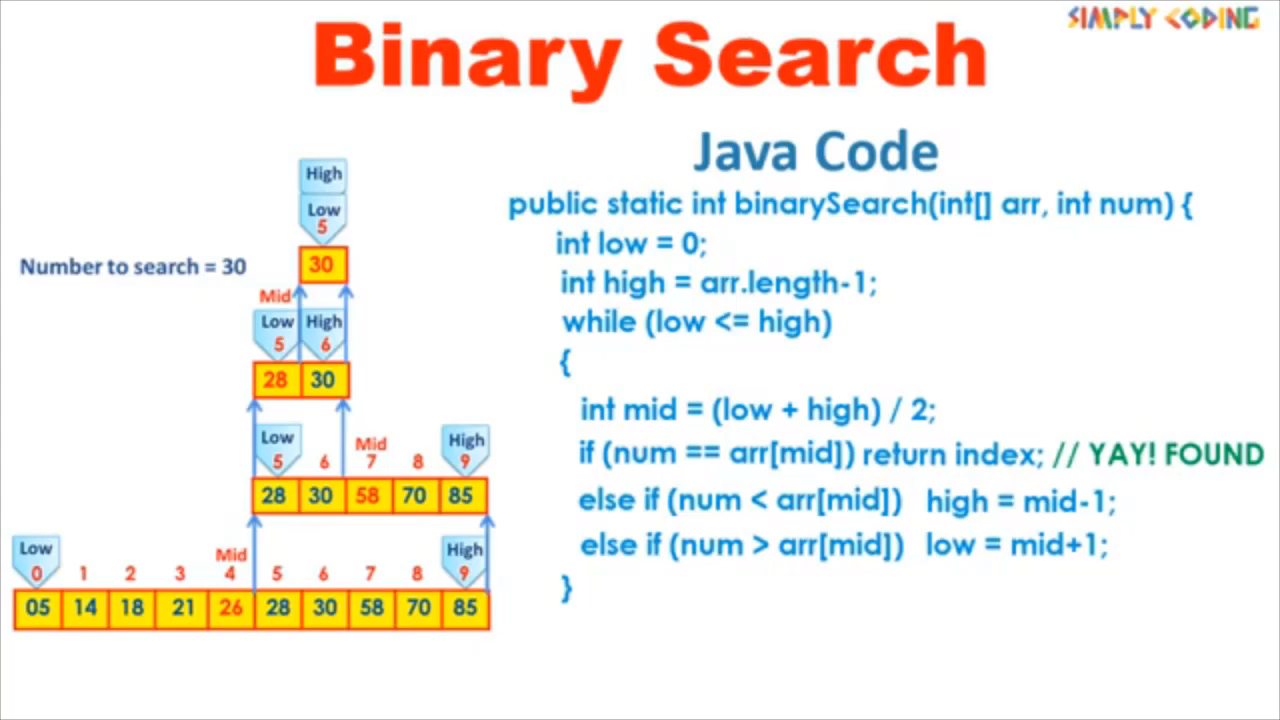 SIMPLY CODING
Binary Search
Java Code
public static int binarySearch(int[] arr, int num) {
int low = 0;
int high = arr.length-1;
while (low <= high)
{
int mid = (low + high) / 2;
if (num == arr[mid]) return index; // YAY! FOUND
else if (num < arr[mid]) high = mid-1;
else if (num > arr[mid]) low = mid+1;
}
High
Low
5
30
Number to search = 30
Mid
Low High
5 6
28 30
Low Mid High
5 6 7 8 9
28 30 58 70 85
Low Mid High
0 1 2 3 4 5 6 7 8 9
05 14 18 21 26 28 30 58 70 85